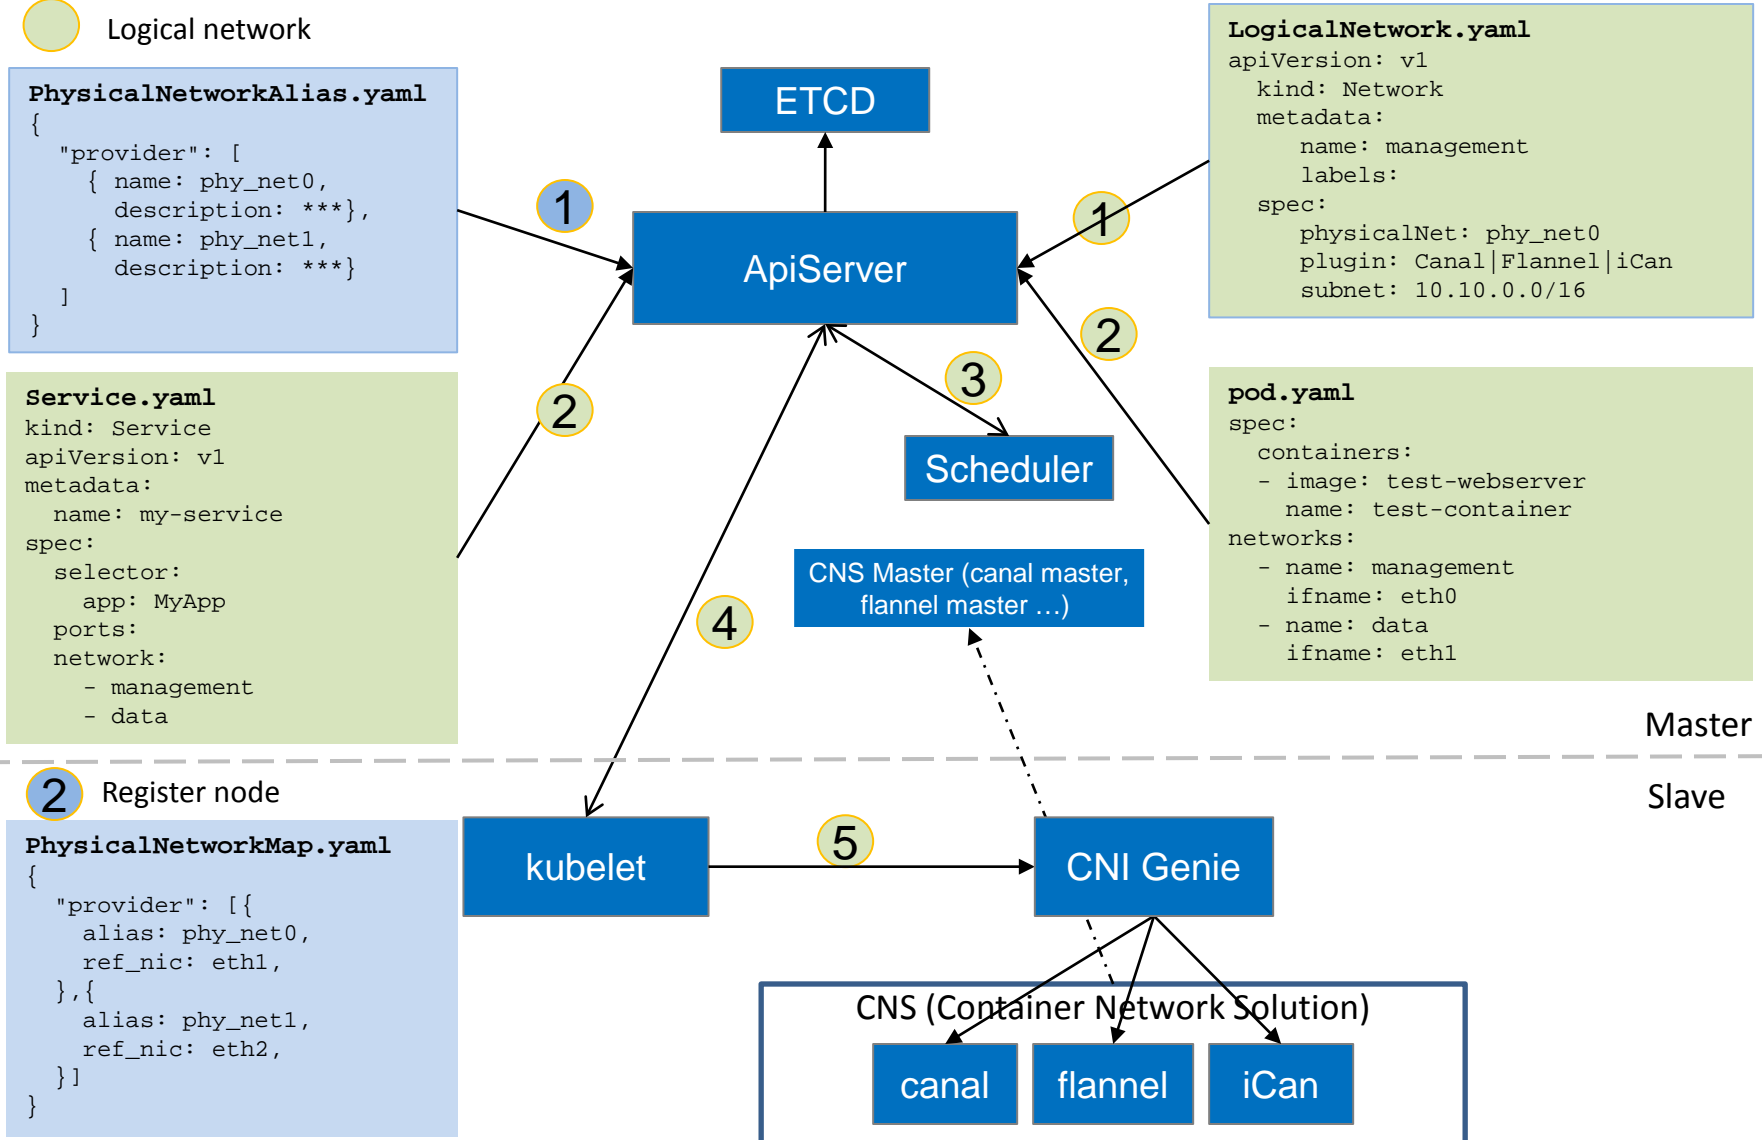 Logical network
PhysicalNetworkAlias.yaml
{
  "provider": [
    { name: phy_net0,
      description: ***},
    { name: phy_net1,
      description: ***}
  ]
}
Service.yaml
kind: Service
apiVersion: v1
metadata:
  name: my-service
spec:
  selector:
    app: MyApp
  ports:
  network:
    - management
    - data
ETCD
1
ApiServer
1
2
2
3
Scheduler
CNS Master (canal master,
flannel master …)
4
LogicalNetwork.yaml
apiVersion: v1
  kind: Network
  metadata:
     name: management
     labels:
  spec:
     physicalNet: phy_net0
     plugin: Canal|Flannel|iCan
     subnet: 10.10.0.0/16
pod.yaml
spec:
  containers:
  - image: test-webserver
    name: test-container
networks:
  - name: management
    ifname: eth0
  - name: data
    ifname: eth1
Master
Slave
2 Register node
PhysicalNetworkMap.yaml
{
  "provider": [{
    alias: phy_net0,
    ref_nic: eth1,
  },{
    alias: phy_net1,
    ref_nic: eth2,
  }]
}
kubelet
5
CNI Genie
CNS (Container Network Solution)
canal
flannel
iCan